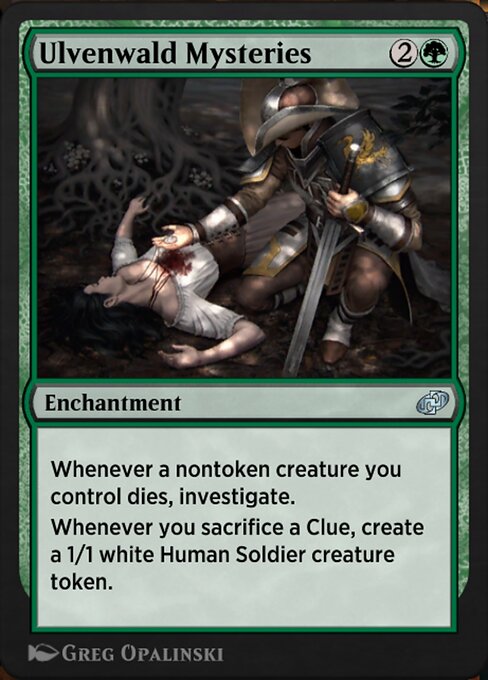 Ulvenwald Mysteries 2
Enchantment
Whenever a nontoken creature you
control dies, investigate.
Whenever you sacrifice a Clue, create
a 1/1 white Human Soldier creature
token.
Greg Opalinski